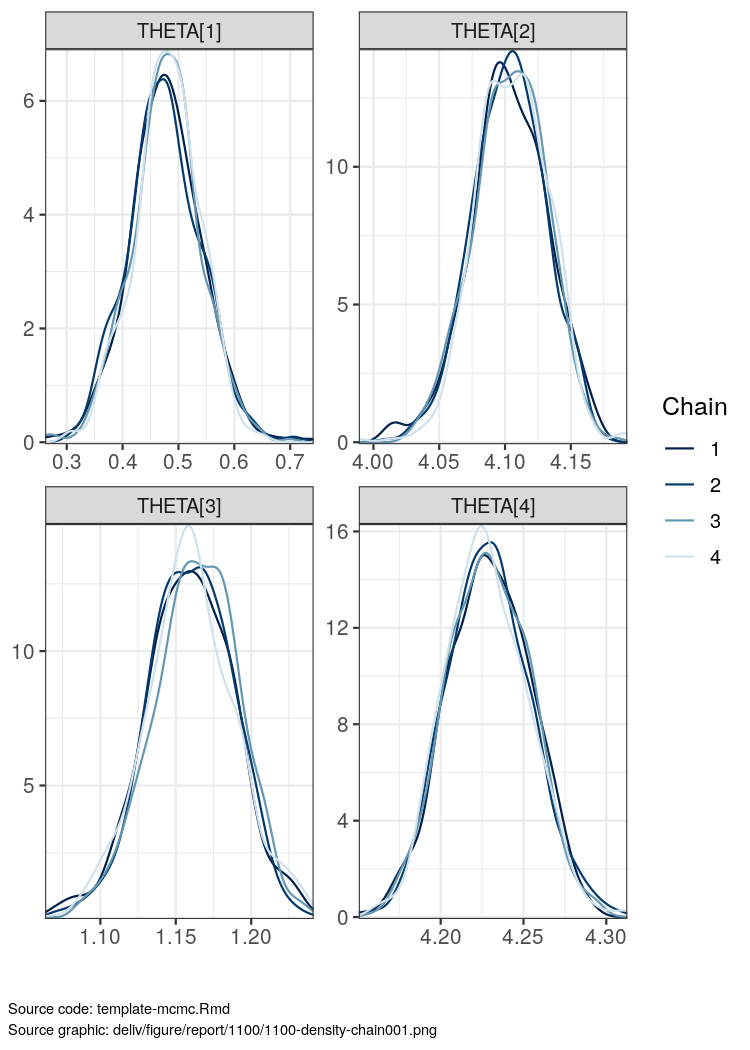 THETA[1]
THETA[2]
6
4
2
0
10
5
0
0.3 0.4 0.5 0.6 0.7
4.00 4.05 4.10 4.15
Chain
1
2
3
4
THETA[3]
THETA[4]
10
5
16
12
8
4
0
1.10 1.15 1.20
4.20 4.25 4.30
Source code: template-mcmc.Rmd
Source graphic: deliv/figure/report/1100/1100-density-chain001.png